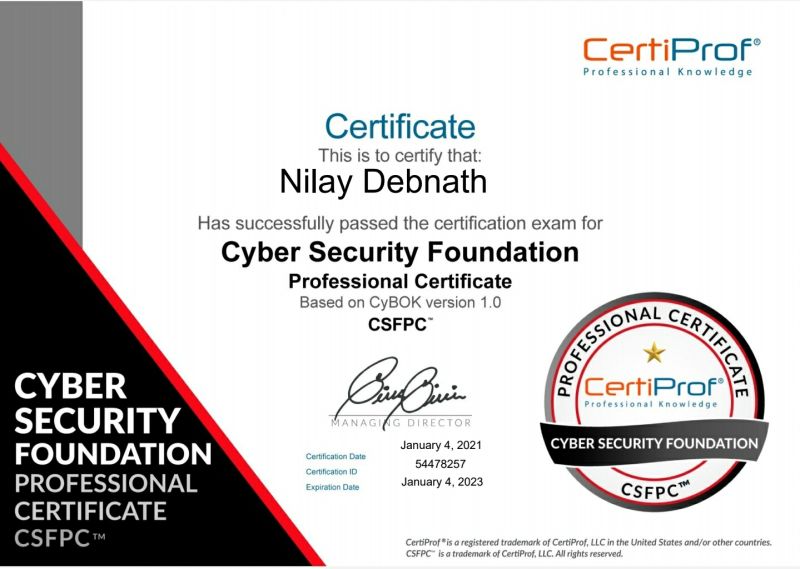 CertiProf®
Professional Knowledge
Certificate
This is to certify that:
Nilay Debnath
Has successfully passed the certification exam for
Cyber Security Foundation
Professional Certificate
Based on CyBOK version 1.0
CSFPC™
MANAGING DIRECTOR
Certification Date January 4, 2021
Certification ID 54478257
Expiration Date January 4, 2023
CYBER
SECURITY
FOUNDATION
PROFESSIONAL
CERTIFICATE
CSFPC™
PROFESSIONAL CERTIFICATE
CertiProf®
Professional Knowledge
CYBER SECURITY FOUNDATION
CSFPC™
CertiProf® is a registered trademark of CertiProf, LLC in the United States and/or other countries.
CSFPC™ is a trademark of CertiProf, LLC. All rights reserved.